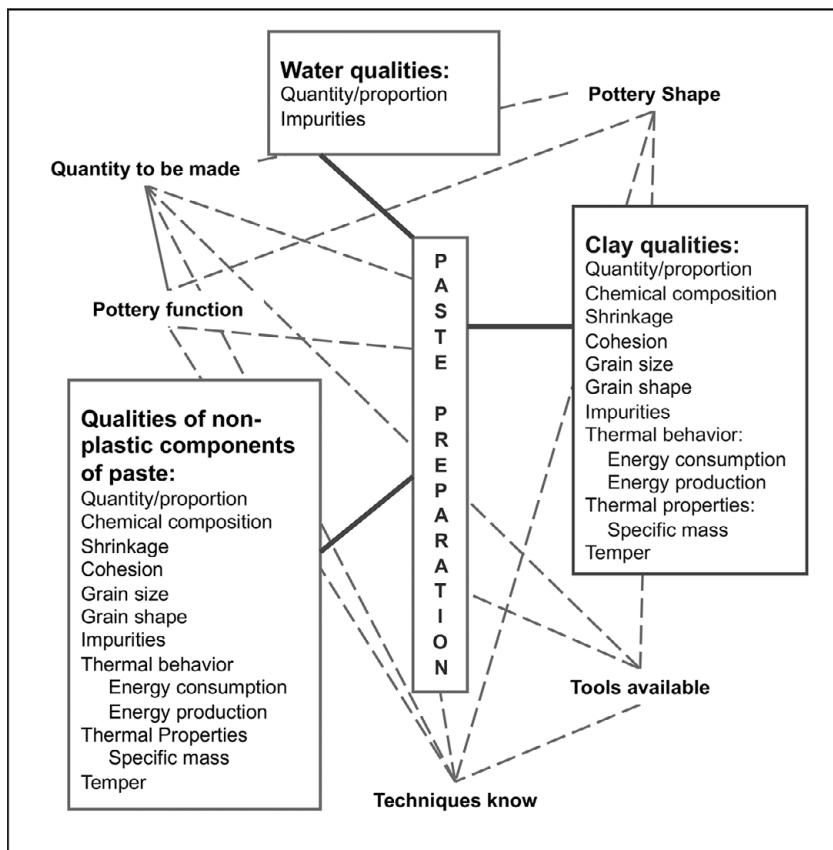 Water qualities:
Quantity/proportion
Impurities
Pottery Shape
Quantity to be made
Clay qualities:
Quantity/proportion
Chemical composition
Shrinkage
Cohesion
Grain size
Grain shape
Impurities
Thermal behavior:
Energy consumption
Energy production
Thermal properties:
Specific mass
Temper
PASTE PREPARATION
Pottery function
Qualities of non-
plastic components
of paste:
Quantity/proportion
Chemical composition
Shrinkage
Cohesion
Grain size
Grain shape
Impurities
Thermal behavior
Energy consumption
Energy production
Thermal Properties
Specific mass
Temper
Tools available
Techniques know